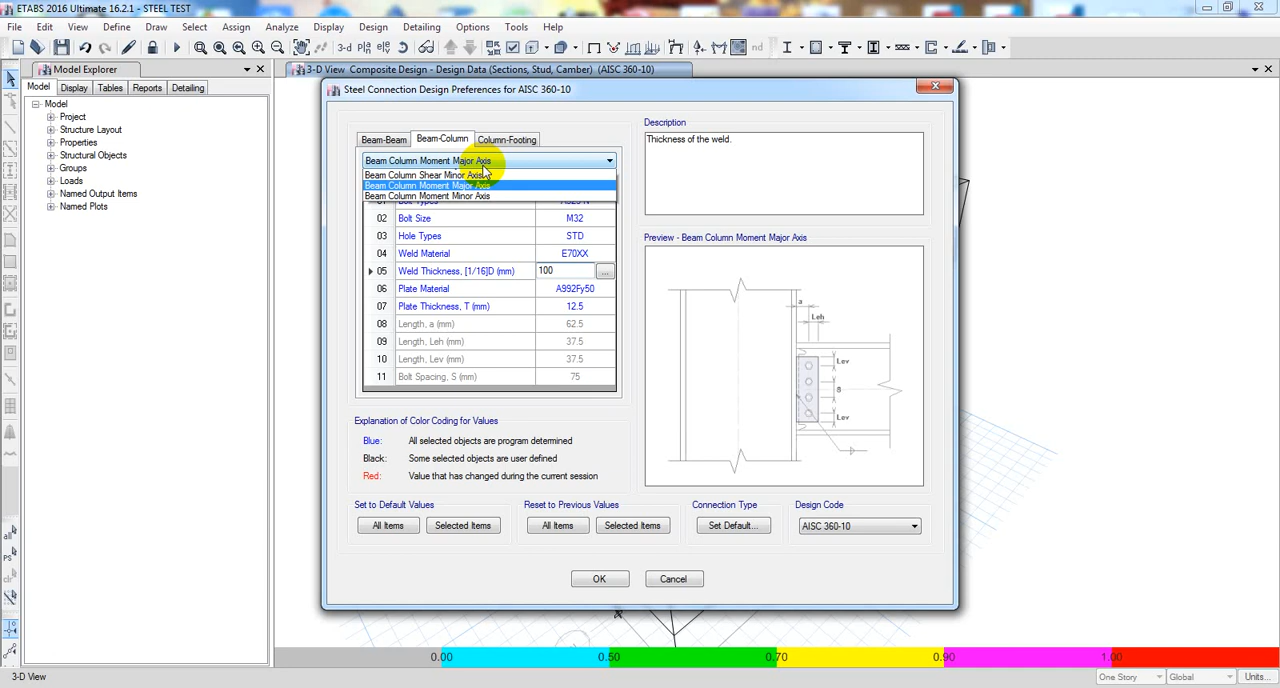 ETABS 2016 Ultimate 16.2.1 - STEEL TEST
File Edit View Define Draw Select Assign Analyze Display Design Detailing Options Tools Help
3-d
nd
Model Explorer
3-D View Composite Design - Design Data (Sections, Stud, Camber) (AISC 360-10)
Model Display Tables Reports Detailing
Model
Project
Structure Layout
Properties
Structural Objects
Groups
Loads
Named Output Items
Named Plots
Steel Connection Design Preferences for AISC 360-10
Beam-Beam Beam-Column Column-Footing
Beam Column Moment Major Axis
Beam Column Shear Minor Axis
Beam Column Moment Major Axis
Beam Column Moment Minor Axis
02 Bolt Size M32
03 Hole Types STD
04 Weld Material E70XX
05 Weld Thickness, [1/16]D (mm) 100 ...
06 Plate Material A992Fy50
07 Plate Thickness, T (mm) 12.5
08 Length, a (mm) 62.5
09 Length, Leh (mm) 37.5
10 Length, Lev (mm) 37.5
11 Bolt Spacing, S (mm) 75
Description
Thickness of the weld.
Preview - Beam Column Moment Major Axis
a
Leh
Lev
S
Lev
Explanation of Color Coding for Values
Blue: All selected objects are program determined
Black: Some selected objects are user defined
Red: Value that has changed during the current session
Set to Default Values
All Items Selected Items
Reset to Previous Values
All Items Selected Items
Connection Type
Set Default...
Design Code
AISC 360-10
OK Cancel
0.00 0.50 0.70 0.90 1.00
3-D View
One Story Global Units...